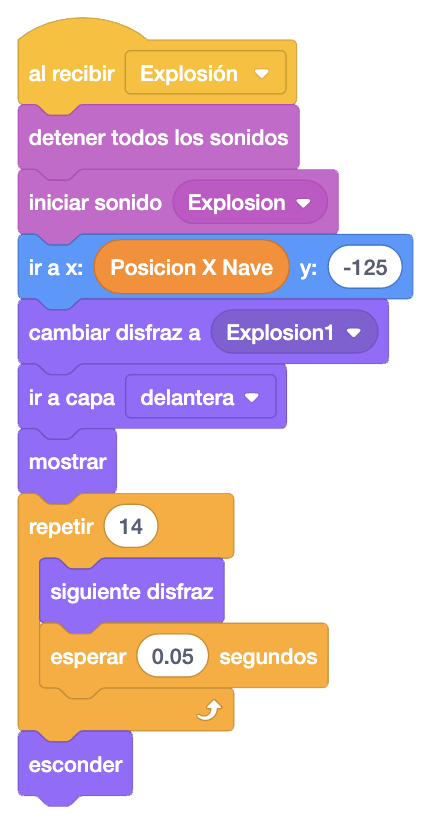 al recibir Explosión
detener todos los sonidos
iniciar sonido Explosion
ir a x: Posicion X Nave y: -125
cambiar disfraz a Explosion1
ir a capa delantera
mostrar
repetir 14
siguiente disfraz
esperar 0.05 segundos
esconder